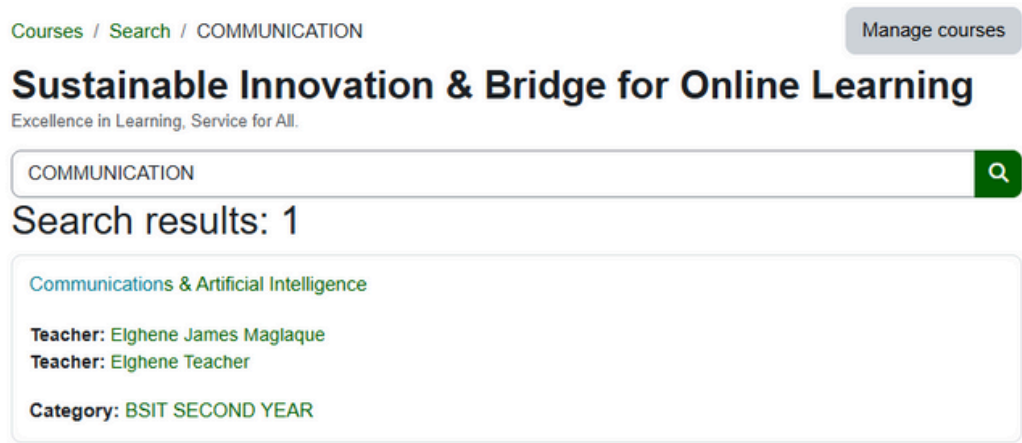 Courses / Search / COMMUNICATION
Manage courses
Sustainable Innovation & Bridge for Online Learning
Excellence in Learning, Service for All.
COMMUNICATION
Search results: 1
Communications & Artificial Intelligence
Teacher: Elghene James Maglaque
Teacher: Elghene Teacher
Category: BSIT SECOND YEAR